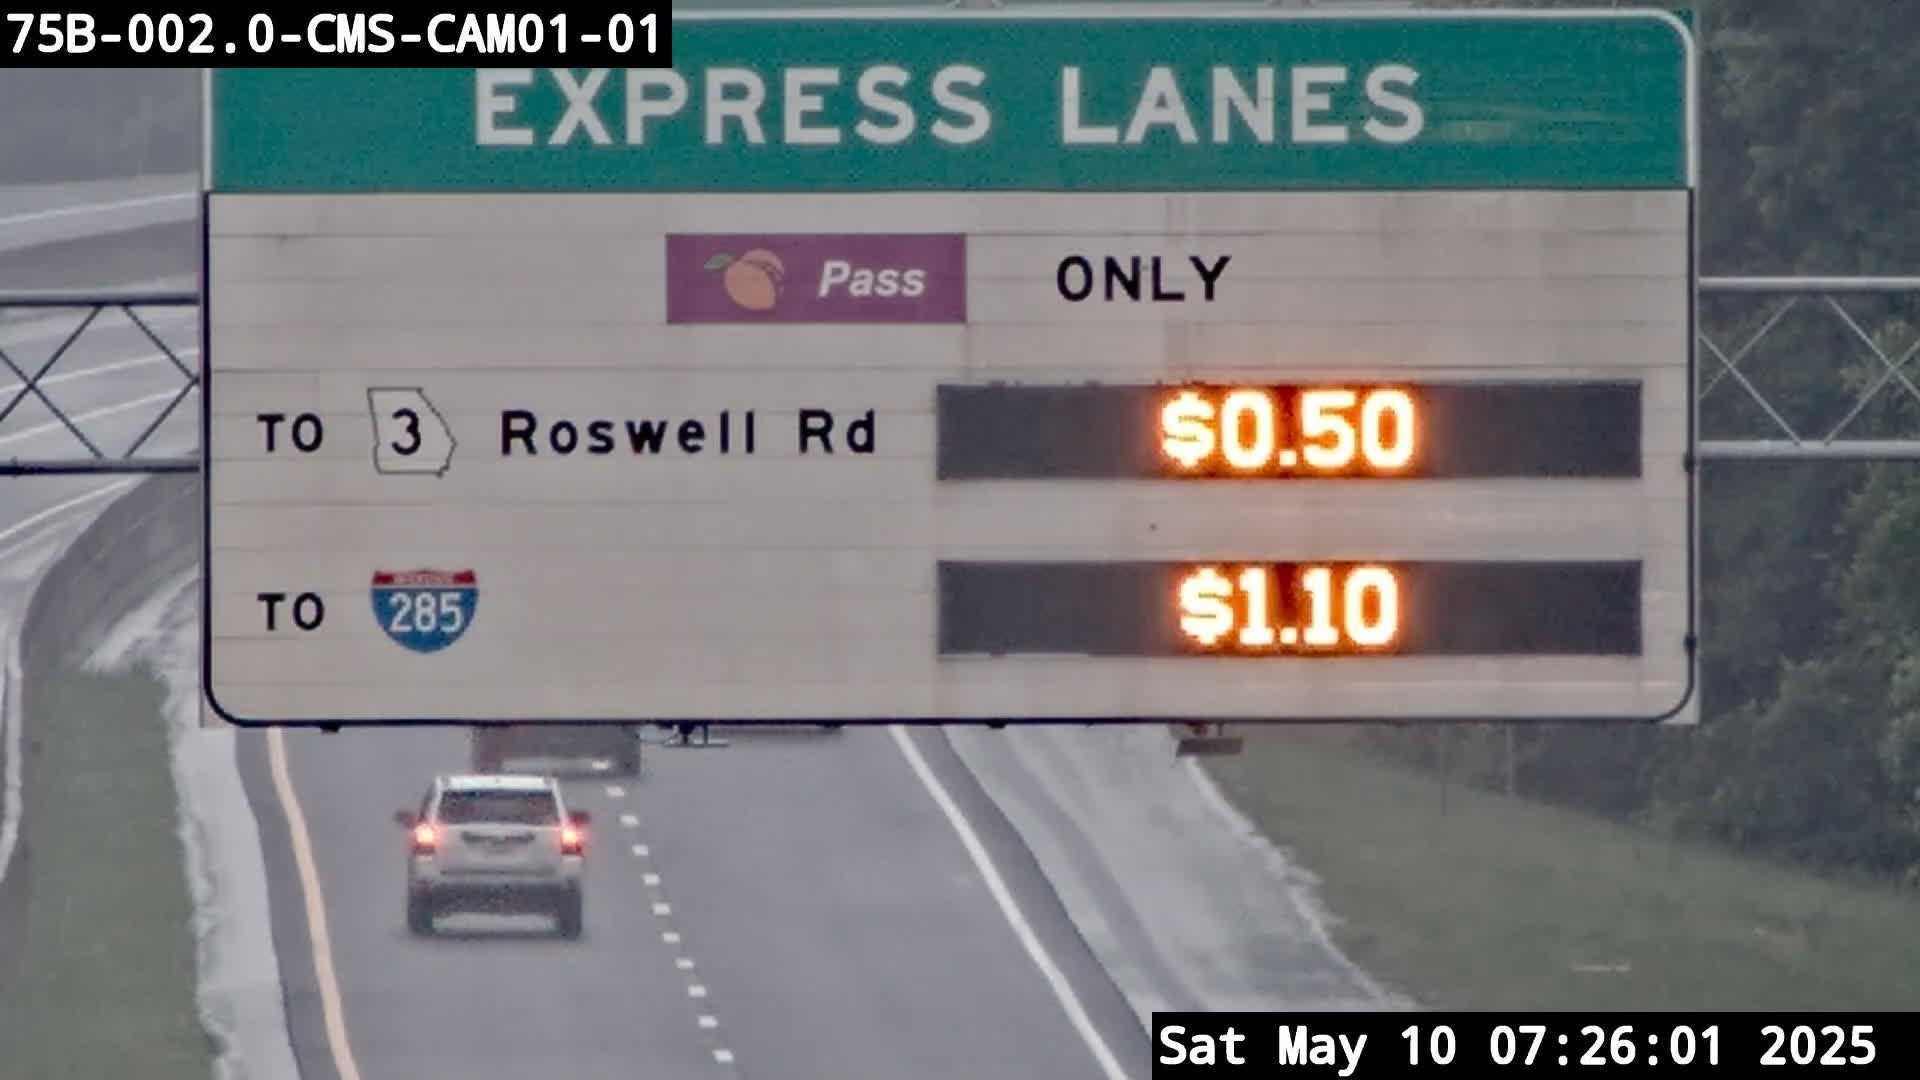 75B-002.0-CMS-CAM01-01
EXPRESS LANES
Pass ONLY
TO 3 Roswell Rd $0.50
TO 285 $1.10
Sat May 10 07:26:01 2025